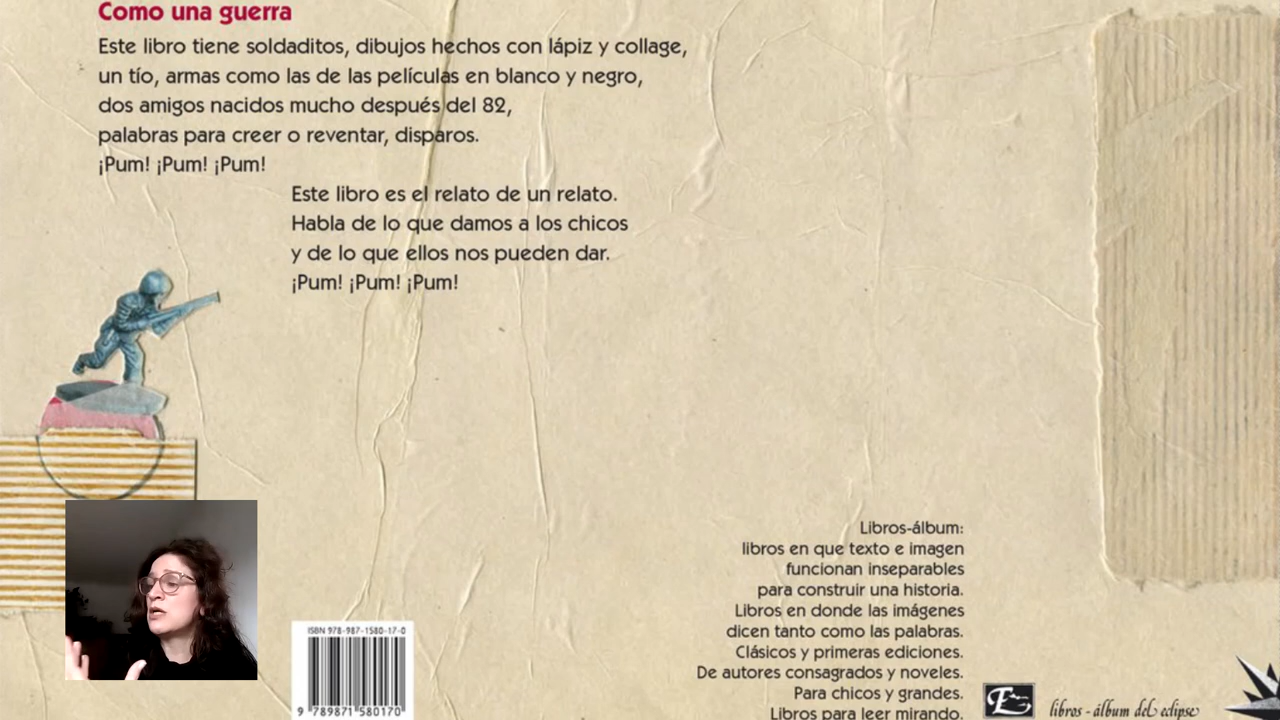 Como una guerra
Este libro tiene soldaditos, dibujos hechos con lápiz y collage,
un tío, armas como las de las películas en blanco y negro,
dos amigos nacidos mucho después del 82,
palabras para creer o reventar, disparos.
¡Pum! ¡Pum! ¡Pum!
Este libro es el relato de un relato.
Habla de lo que damos a los chicos
y de lo que ellos nos pueden dar.
¡Pum! ¡Pum! ¡Pum!
Libros-álbum:
libros en que texto e imagen
funcionan inseparables
para construir una historia.
Libros en donde las imágenes
dicen tanto como las palabras.
Clásicos y primeras ediciones.
De autores consagrados y noveles.
Para chicos y grandes.
Libros para leer mirando.
ISBN 978-987-1580-17-0
9 789871 580170
libros - álbum del eclipse